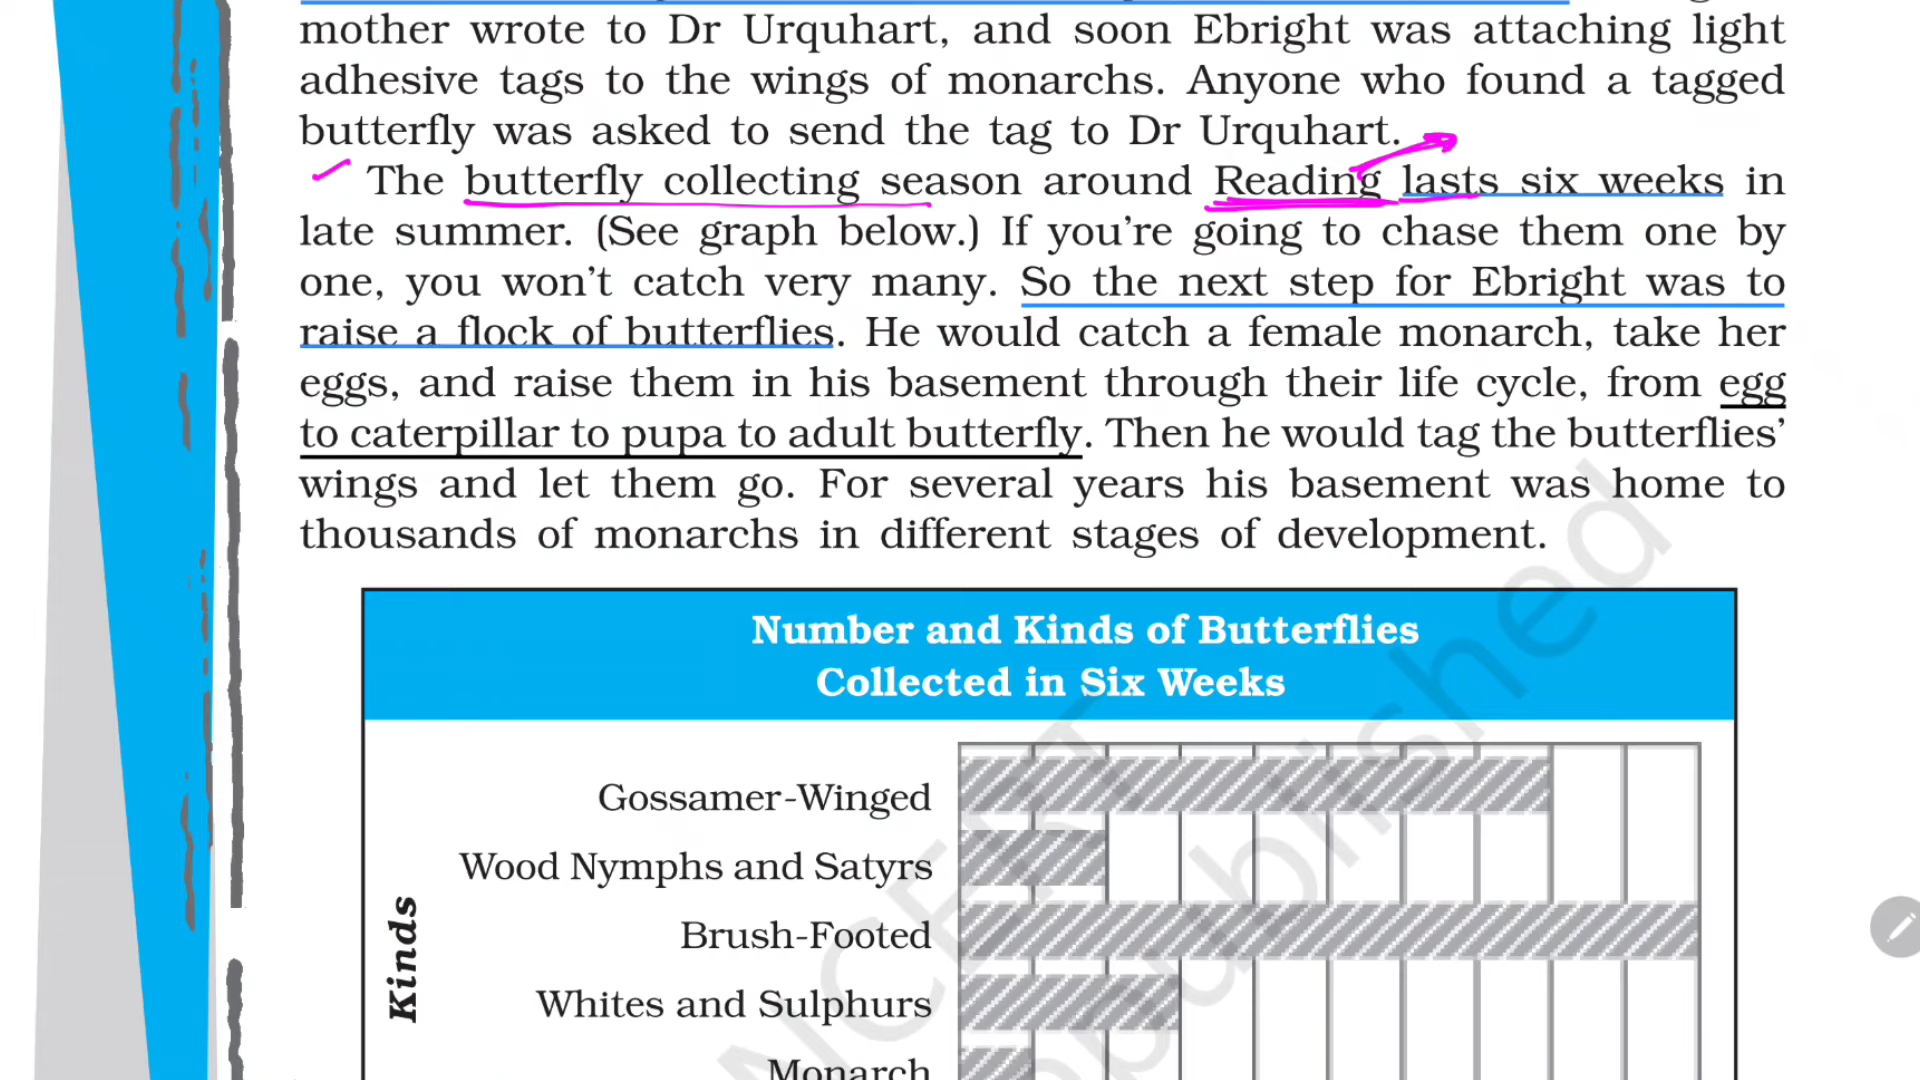 mother wrote to Dr Urquhart, and soon Ebright was attaching light
adhesive tags to the wings of monarchs. Anyone who found a tagged
butterfly was asked to send the tag to Dr Urquhart.
The butterfly collecting season around Reading lasts six weeks in
late summer. (See graph below.) If you're going to chase them one by
one, you won't catch very many. So the next step for Ebright was to
raise a flock of butterflies. He would catch a female monarch, take her
eggs, and raise them in his basement through their life cycle, from egg
to caterpillar to pupa to adult butterfly. Then he would tag the butterflies'
wings and let them go. For several years his basement was home to
thousands of monarchs in different stages of development.
Number and Kinds of Butterflies
Collected in Six Weeks
Gossamer-Winged
Wood Nymphs and Satyrs
Brush-Footed
Whites and Sulphurs
Monarch
Kinds
NCERT
published